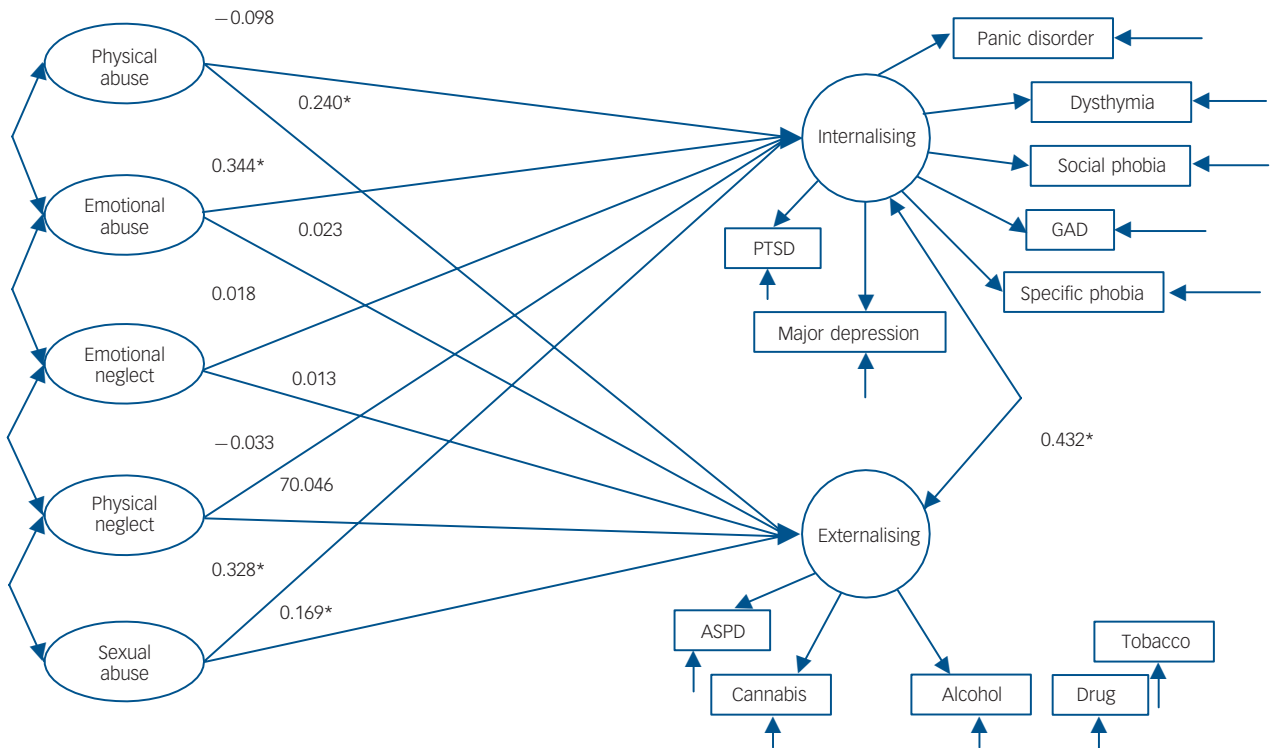 −0.098
Physical
abuse
0.240*
0.344*
Emotional
abuse
0.023
0.018
Emotional
neglect
0.013
−0.033
Physical
neglect
70.046
0.328*
0.169*
Sexual
abuse
Internalising
Panic disorder
Dysthymia
Social phobia
GAD
Specific phobia
PTSD
Major depression
0.432*
Externalising
ASPD
Cannabis
Alcohol
Drug
Tobacco